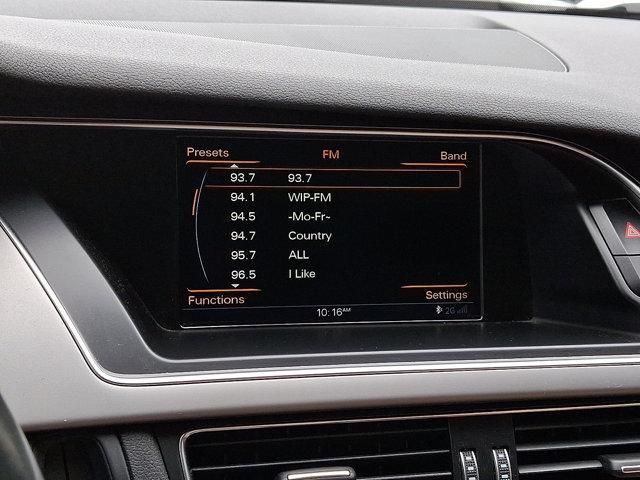 Presets FM Band
93.7 93.7
94.1 WIP-FM
94.5 -Mo-Fr~
94.7 Country
95.7 ALL
96.5 I Like
Functions Settings
10:16AM 2G